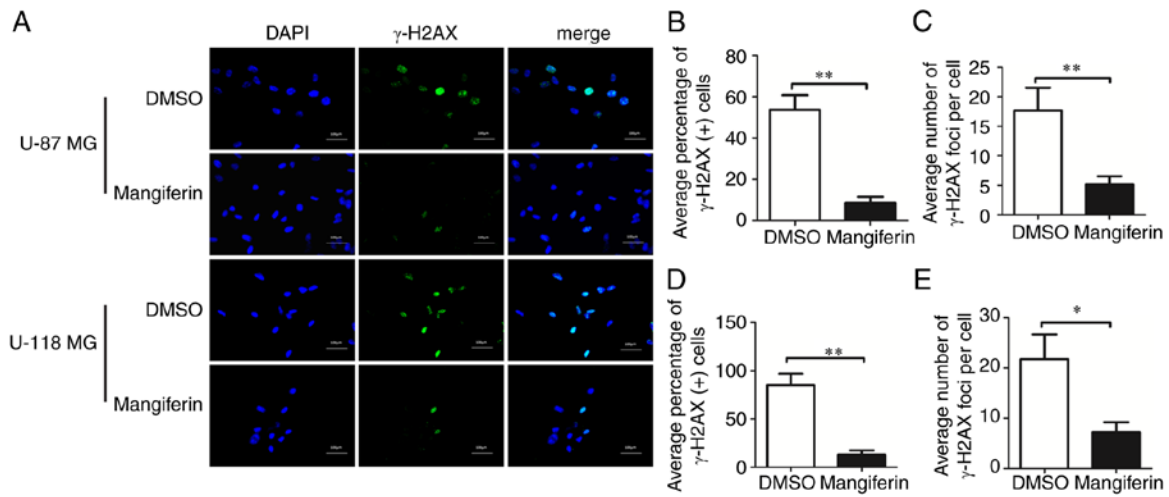 A
DAPI γ-H2AX merge
U-87 MG
DMSO
Mangiferin
U-118 MG
DMSO
Mangiferin
B
Average percentage of
γ-H2AX (+) cells
80
60
40
20
0
**
DMSO Mangiferin
C
Average number of
γ-H2AX foci per cell
25
20
15
10
5
0
**
DMSO Mangiferin
D
Average percentage of
γ-H2AX (+) cells
150
100
50
0
**
DMSO Mangiferin
E
Average number of
γ-H2AX foci per cell
30
20
10
0
*
DMSO Mangiferin